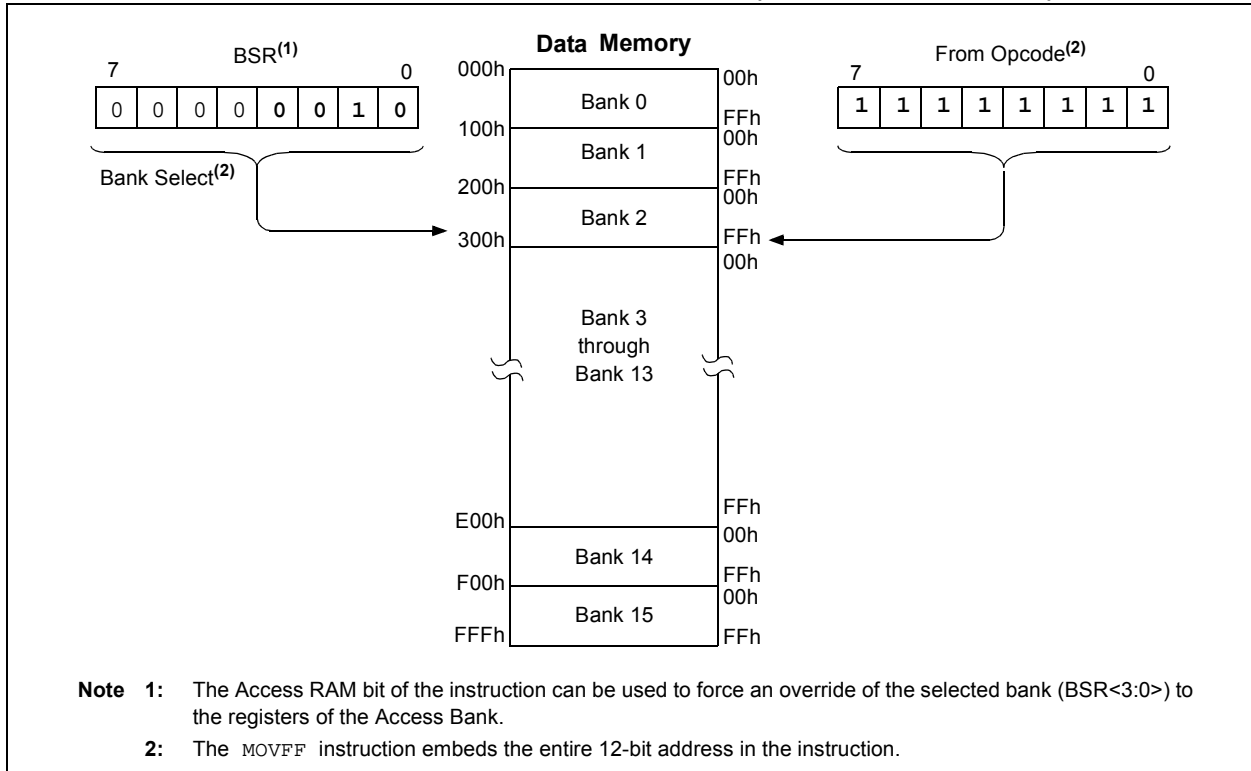 Data Memory
BSR(1)
7 0
0 0 0 0 0 0 1 0
Bank Select(2)
From Opcode(2)
7 0
1 1 1 1 1 1 1 1
000h
00h
Bank 0
FFh
100h
00h
Bank 1
FFh
200h
00h
Bank 2
FFh
300h
00h
Bank 3
through
Bank 13
FFh
E00h
00h
Bank 14
FFh
F00h
00h
Bank 15
FFFh
FFh
Note 1: The Access RAM bit of the instruction can be used to force an override of the selected bank (BSR<3:0>) to
the registers of the Access Bank.
2: The MOVFF instruction embeds the entire 12-bit address in the instruction.